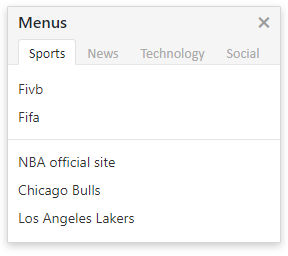 Menus
Sports News Technology Social
Fivb
Fifa
NBA official site
Chicago Bulls
Los Angeles Lakers